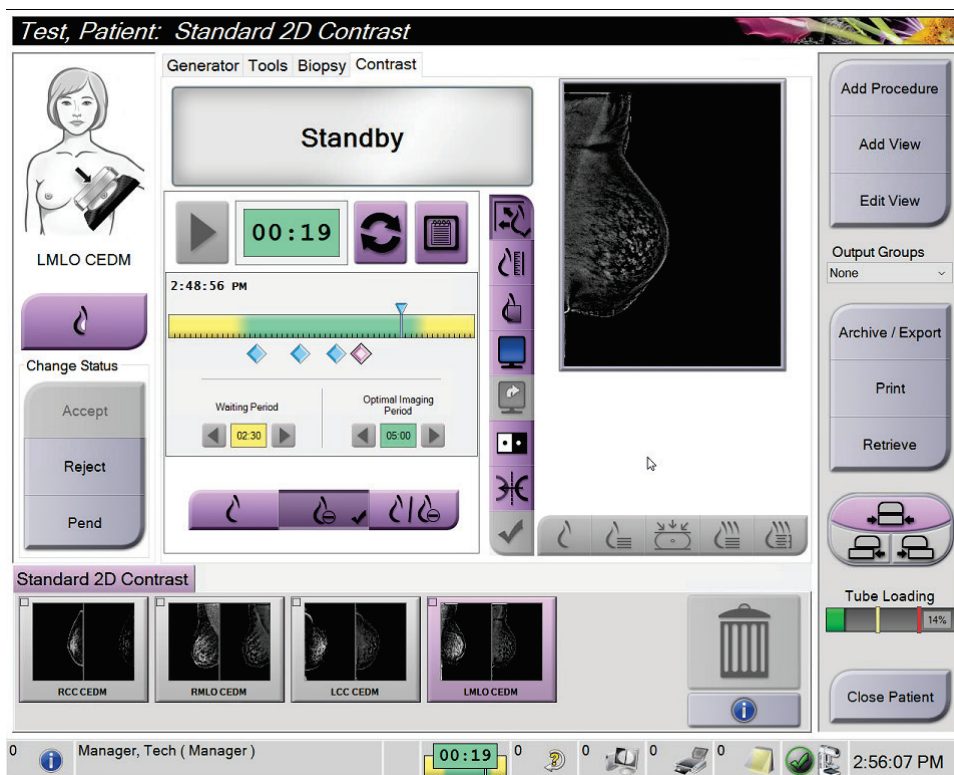 Test, Patient: Standard 2D Contrast
Generator Tools Biopsy Contrast
Standby
00:19
2:48:56 PM
Waiting Period
02:30
Optimal Imaging
Period
05:00
LMLO CEDM
Change Status
Accept
Reject
Pend
Add Procedure
Add View
Edit View
Output Groups
None
Archive / Export
Print
Retrieve
Tube Loading
14%
Close Patient
Standard 2D Contrast
RCC CEDM
RMLO CEDM
LCC CEDM
LMLO CEDM
0
Manager, Tech ( Manager )
00:19
0
0
0
0
2:56:07 PM